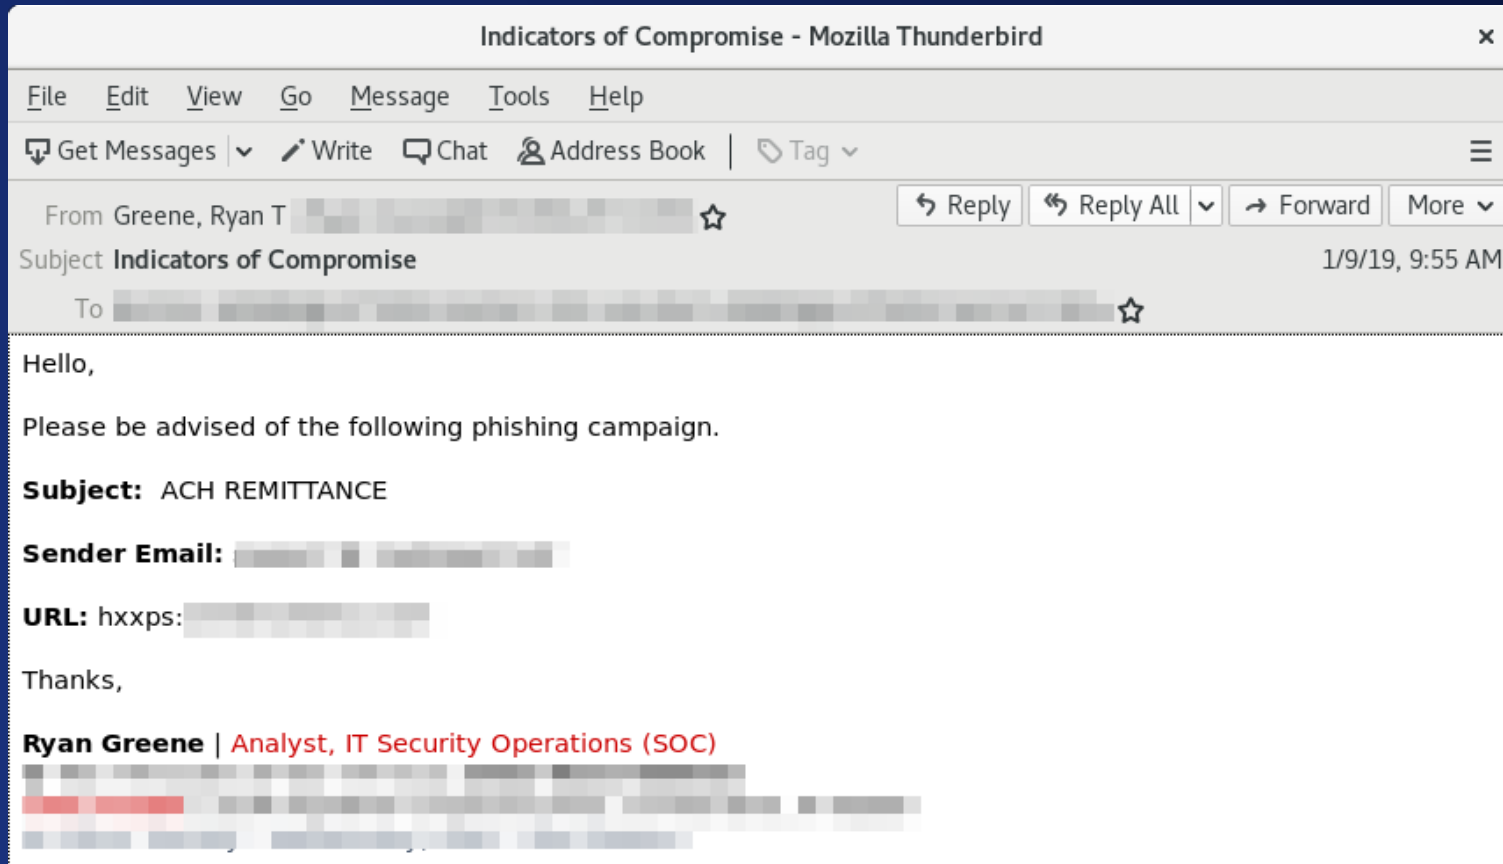 Indicators of Compromise - Mozilla Thunderbird
File Edit View Go Message Tools Help
Get Messages Write Chat Address Book Tag
From Greene, Ryan T Reply Reply All Forward More
Subject Indicators of Compromise 1/9/19, 9:55 AM
To
Hello,
Please be advised of the following phishing campaign.
Subject: ACH REMITTANCE
Sender Email:
URL: hxxps:
Thanks,
Ryan Greene | Analyst, IT Security Operations (SOC)